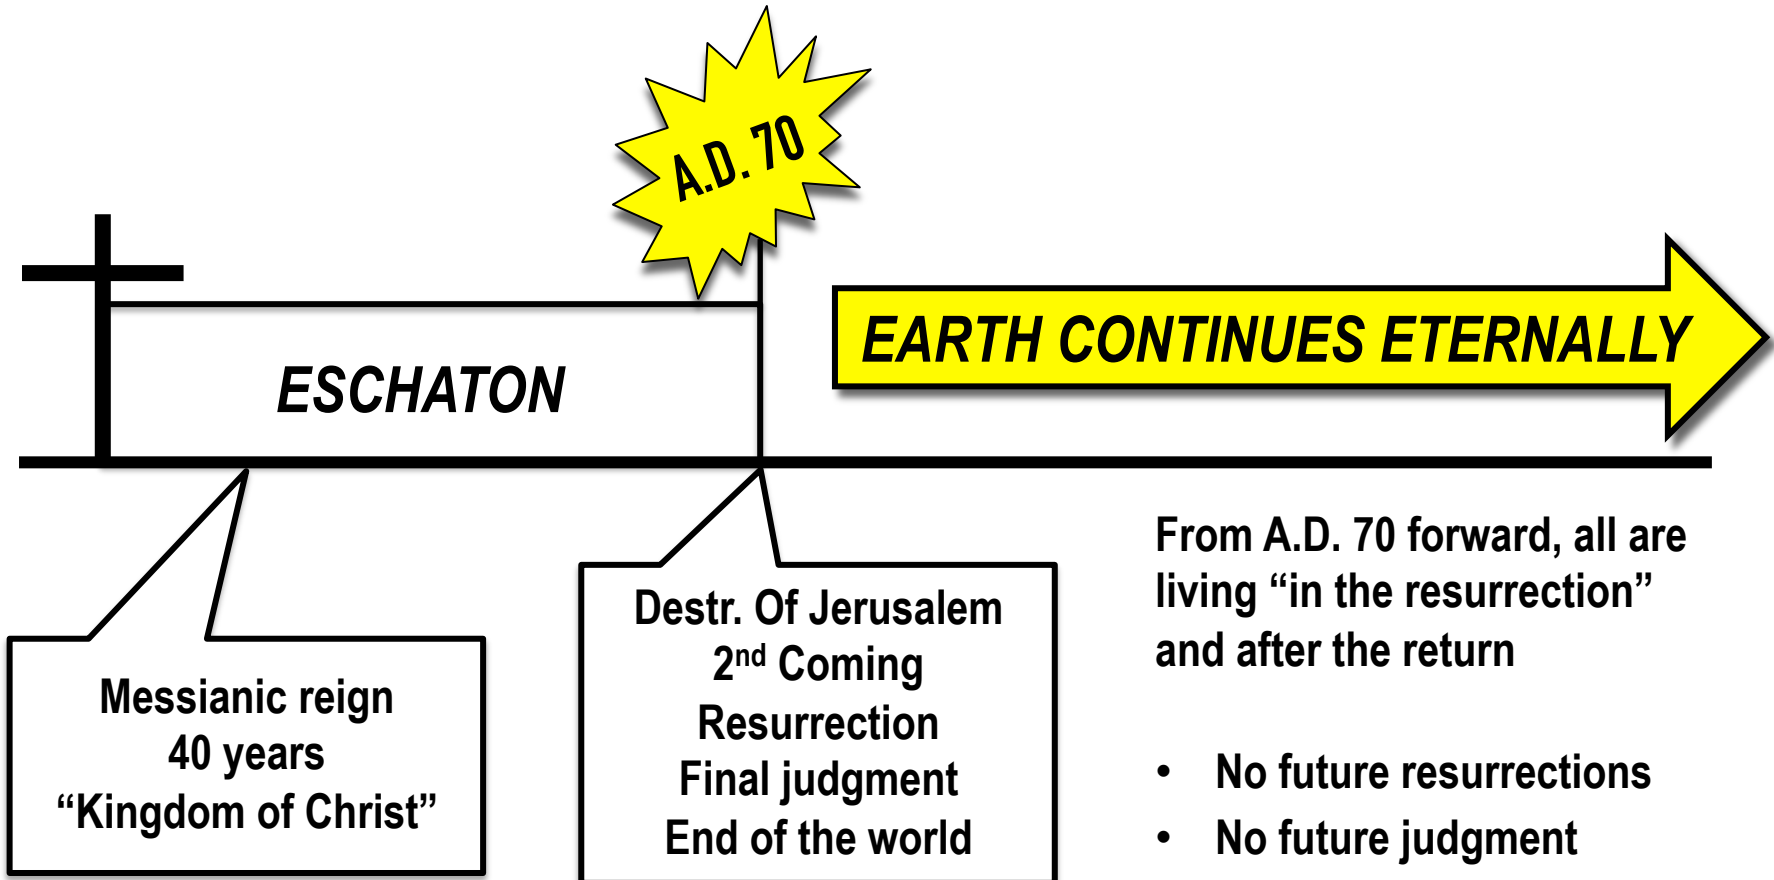 A.D. 70
EARTH CONTINUES ETERNALLY
ESCHATON
Messianic reign
40 years
“Kingdom of Christ”
Destr. Of Jerusalem
2nd Coming
Resurrection
Final judgment
End of the world
From A.D. 70 forward, all are
living “in the resurrection”
and after the return
• No future resurrections
• No future judgment